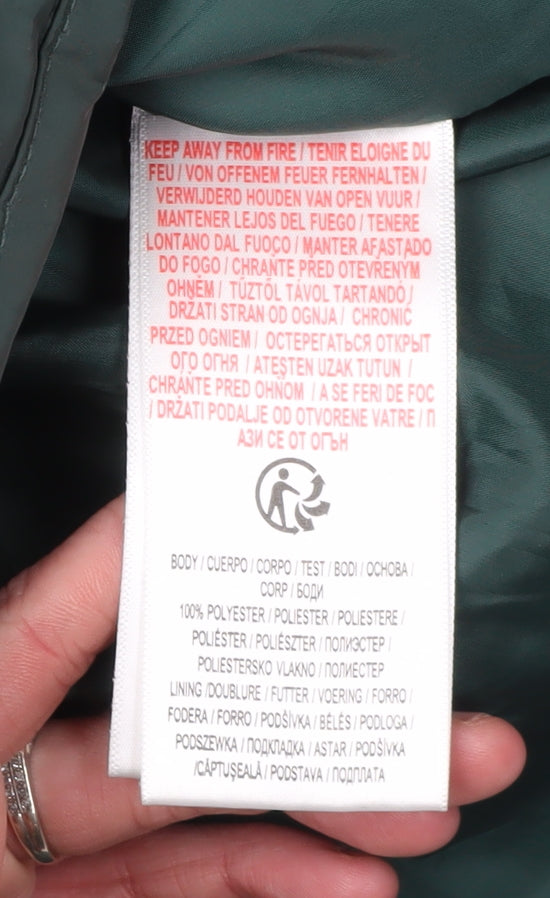 KEEP AWAY FROM FIRE / TENIR ELOIGNE DU
FEU / VON OFFENEM FEUER FERNHALTEN /
VERWIJDERD HOUDEN VAN OPEN VUUR /
MANTENER LEJOS DEL FUEGO / TENERE
LONTANO DAL FUOCO / MANTER AFASTADO
DO FOGO / CHRAŇTE PŘED OTEVŘENÝM
OHNĚM / TŰZTŐL TÁVOL TARTANDÓ /
DRŽATI STRAN OD OGNJA / CHRONIĆ
PRZED OGNIEM / ОСТЕРЕГАТЬСЯ ОТКРЫТ
ОГО ОГНЯ / ATEŞTEN UZAK TUTUN /
CHRÁŇTE PRED OHŇOM / A SE FERI DE FOC
/ DRŽATI PODALJE OD OTVORENE VATRE / П
АЗИ СЕ ОТ ОГЪН
BODY / CUERPO / CORPO / TEST / BODI / ОСНОВА /
CORP / БОДИ
100% POLYESTER / POLIESTER / POLIESTERE /
POLIÉSTER / POLIÉSZTER / ПОЛИЭСТЕР /
POLIESTERSKO VLAKNO / ПОЛИЕСТЕР
LINING /DOUBLURE / FUTTER / VOERING / FORRO /
FODERA / FORRO / PODŠÍVKA / BÉLÉS / PODLOGA /
PODSZEWKA / ПОДКЛАДКА / ASTAR / PODŠÍVKA
/CĂPTUŞEALĂ / PODSTAVA / ПОДПЛАТА